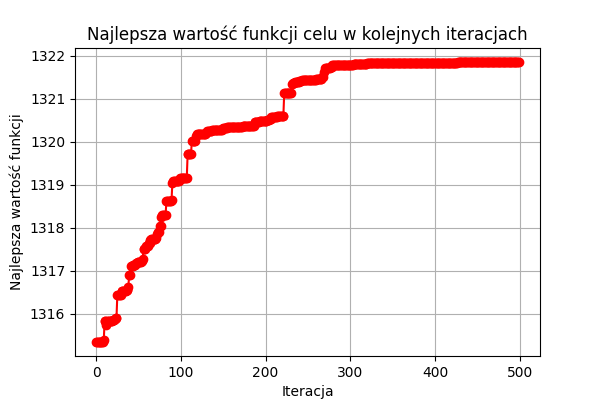 Najlepsza wartość funkcji celu w kolejnych iteracjach
Najlepsza wartość funkcji
1322
1321
1320
1319
1318
1317
1316
0 100 200 300 400 500
Iteracja